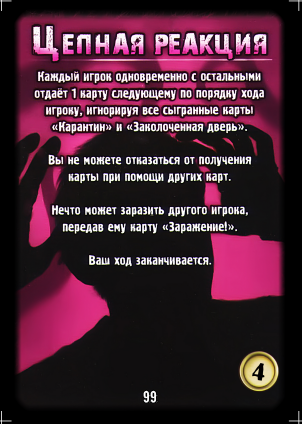 Цепная реакция
Каждый игрок одновременно с остальными
отдаёт 1 карту следующему по порядку хода
игроку, игнорируя все сыгранные карты
«Карантин» и «Заколоченная дверь».
Вы не можете отказаться от получения
карты при помощи других карт.
Нечто может заразить другого игрока,
передав ему карту «Заражение!».
Ваш ход заканчивается.
4
99